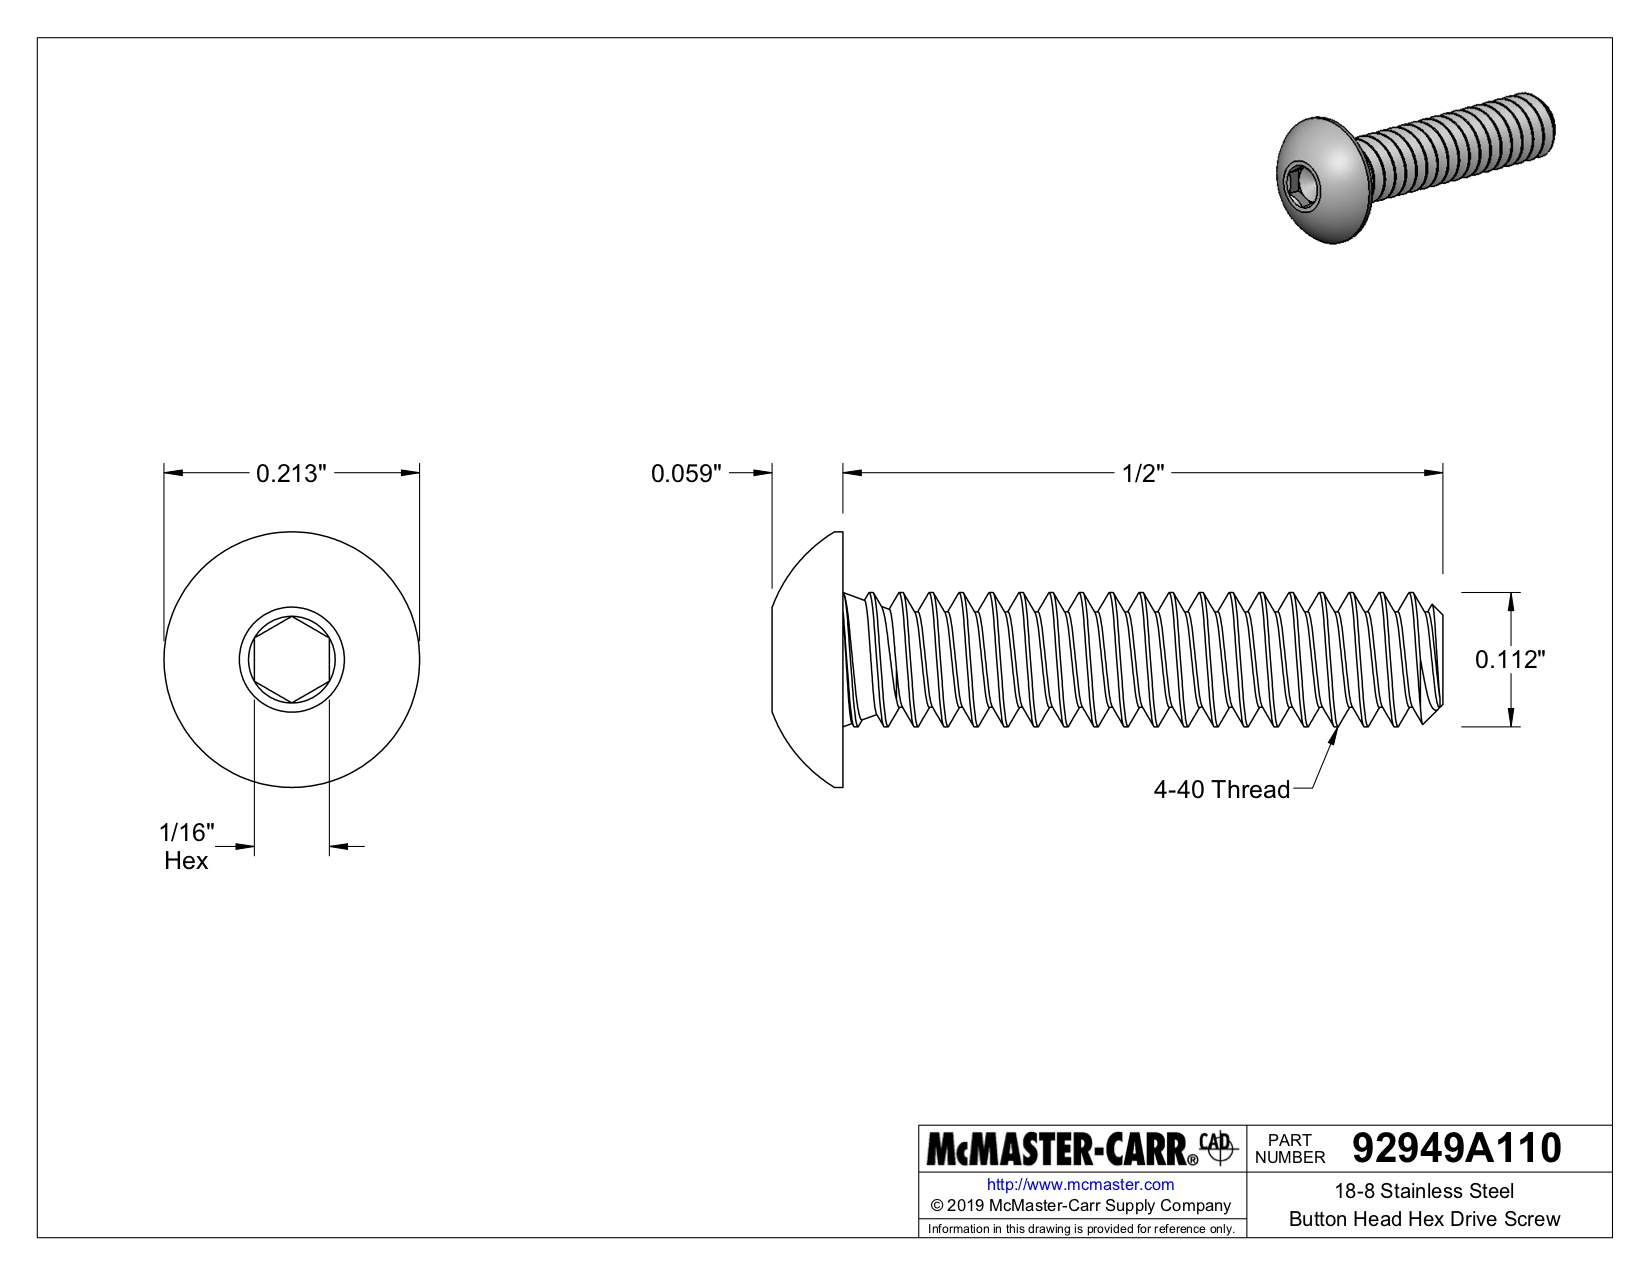 0.213"
0.059"
1/2"
0.112"
4-40 Thread
1/16"
Hex
McMASTER-CARR® CAD
http://www.mcmaster.com
© 2019 McMaster-Carr Supply Company
Information in this drawing is provided for reference only.
PART
NUMBER
92949A110
18-8 Stainless Steel
Button Head Hex Drive Screw